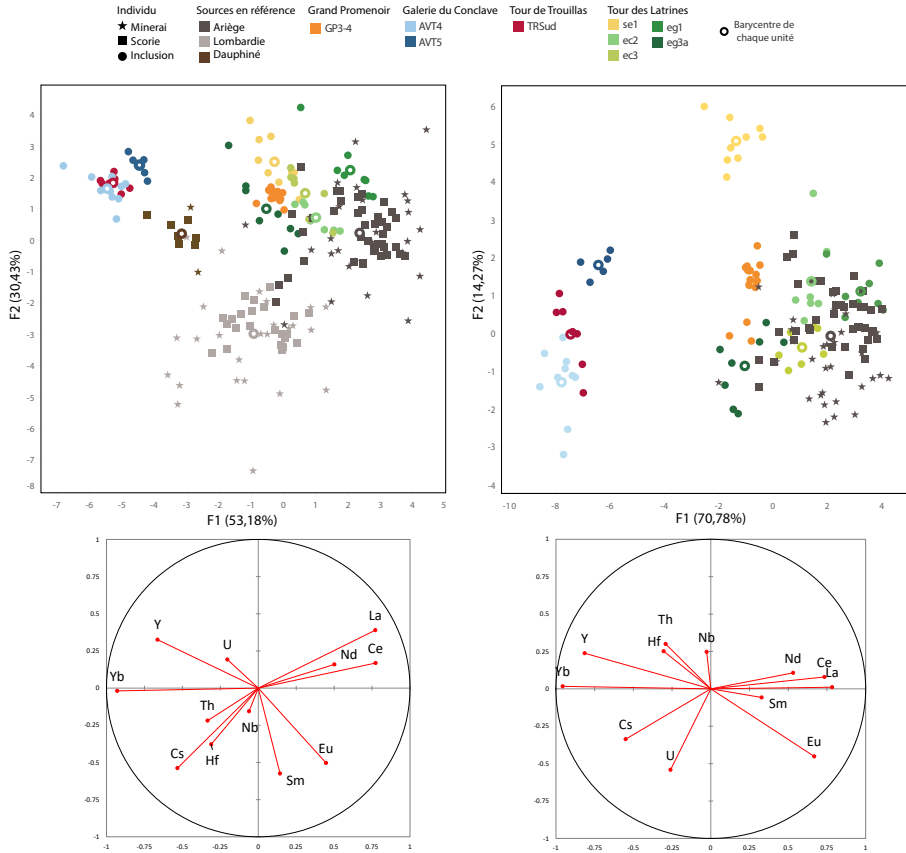 Individu
Minerai
Scorie
Inclusion
Sources en référence
Ariège
Lombardie
Dauphiné
Grand Promenoir
GP3-4
Galerie du Conclave
AVT4
AVT5
Tour de Trouillas
TRSud
Tour des Latrines
se1
ec2
ec3
eg1
eg3a
Barycentre de
chaque unité
5
4
3
2
1
0
-1
-2
-3
-4
-5
-6
-7
-8
F2 (30,43%)
-7
-6
-5
-4
-3
-2
-1
0
1
2
3
4
5
F1 (53,18%)
6
5
4
3
2
1
0
-1
-2
-3
-4
F2 (14,27%)
-10
-8
-6
-4
-2
0
2
4
F1 (70,78%)
1
0.75
0.5
0.25
0
-0.25
-0.5
-0.75
-1
-1
-0.75
-0.5
-0.25
0
0.25
0.5
0.75
1
Y
U
La
Ce
Nd
Yb
Th
Nb
Cs
Hf
Sm
Eu
1
0.75
0.5
0.25
0
-0.25
-0.5
-0.75
-1
-1
-0.75
-0.5
-0.25
0
0.25
0.5
0.75
1
Th
Y
Hf
Nb
Nd
Ce
La
Yb
Sm
Cs
U
Eu